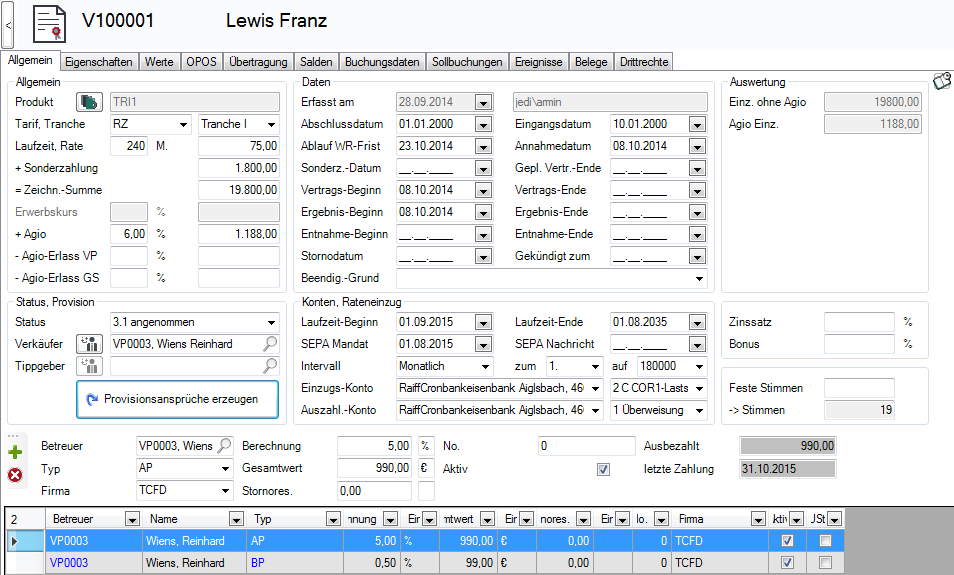 < V100001 Lewis Franz
Allgemein Eigenschaften Werte OPOS Übertragung Salden Buchungsdaten Sollbuchungen Ereignisse Belege Drittrechte
Allgemein
Produkt TRI1
Tarif, Tranche RZ Tranche I
Laufzeit, Rate 240 M. 75,00
+ Sonderzahlung 1.800,00
= Zeichn.-Summe 19.800,00
Erwerbskurs %
+ Agio 6,00 % 1.188,00
- Agio-Erlass VP %
- Agio-Erlass GS %
Daten
Erfasst am 28.09.2014 jedi\armin
Abschlussdatum 01.01.2000 Eingangsdatum 10.01.2000
Ablauf WR-Frist 23.10.2014 Annahmedatum 08.10.2014
Sonderz.-Datum __.__.____ Gepl. Vertr.-Ende __.__.____
Vertrags-Beginn 08.10.2014 Vertrags-Ende __.__.____
Ergebnis-Beginn 08.10.2014 Ergebnis-Ende __.__.____
Entnahme-Beginn __.__.____ Entnahme-Ende __.__.____
Stornodatum __.__.____ Gekündigt zum __.__.____
Beendig.-Grund
Auswertung
Einz. ohne Agio 19800,00
Agio Einz. 1188,00
Status, Provision
Status 3.1 angenommen
Verkäufer VP0003, Wiens Reinhard
Tippgeber
Provisionsansprüche erzeugen
Konten, Rateneinzug
Laufzeit-Beginn 01.09.2015 Laufzeit-Ende 01.08.2035
SEPA Mandat 01.08.2015 SEPA Nachricht __.__.____
Intervall Monatlich zum 1. auf 180000
Einzugs-Konto RaiffCronbankeisenbank Aiglsbach, 46 2 C COR1-Lasts
Auszahl.-Konto RaiffCronbankeisenbank Aiglsbach, 46 1 Überweisung
Zinssatz %
Bonus %
Feste Stimmen
-> Stimmen 19
Betreuer VP0003, Wiens Berechnung 5,00 % No. 0 Ausbezahlt 990,00
Typ AP Gesamtwert 990,00 € Aktiv letzte Zahlung 31.10.2015
Firma TCFD Stornores. 0,00
2 Betreuer Name Typ hnung Eir mtwert Eir nores. Eir lo. Firma ktiv JSt
VP0003 Wiens, Reinhard AP 5,00 % 990,00 € 0,00 0 TCFD
VP0003 Wiens, Reinhard BP 0,50 % 99,00 € 0,00 0 TCFD